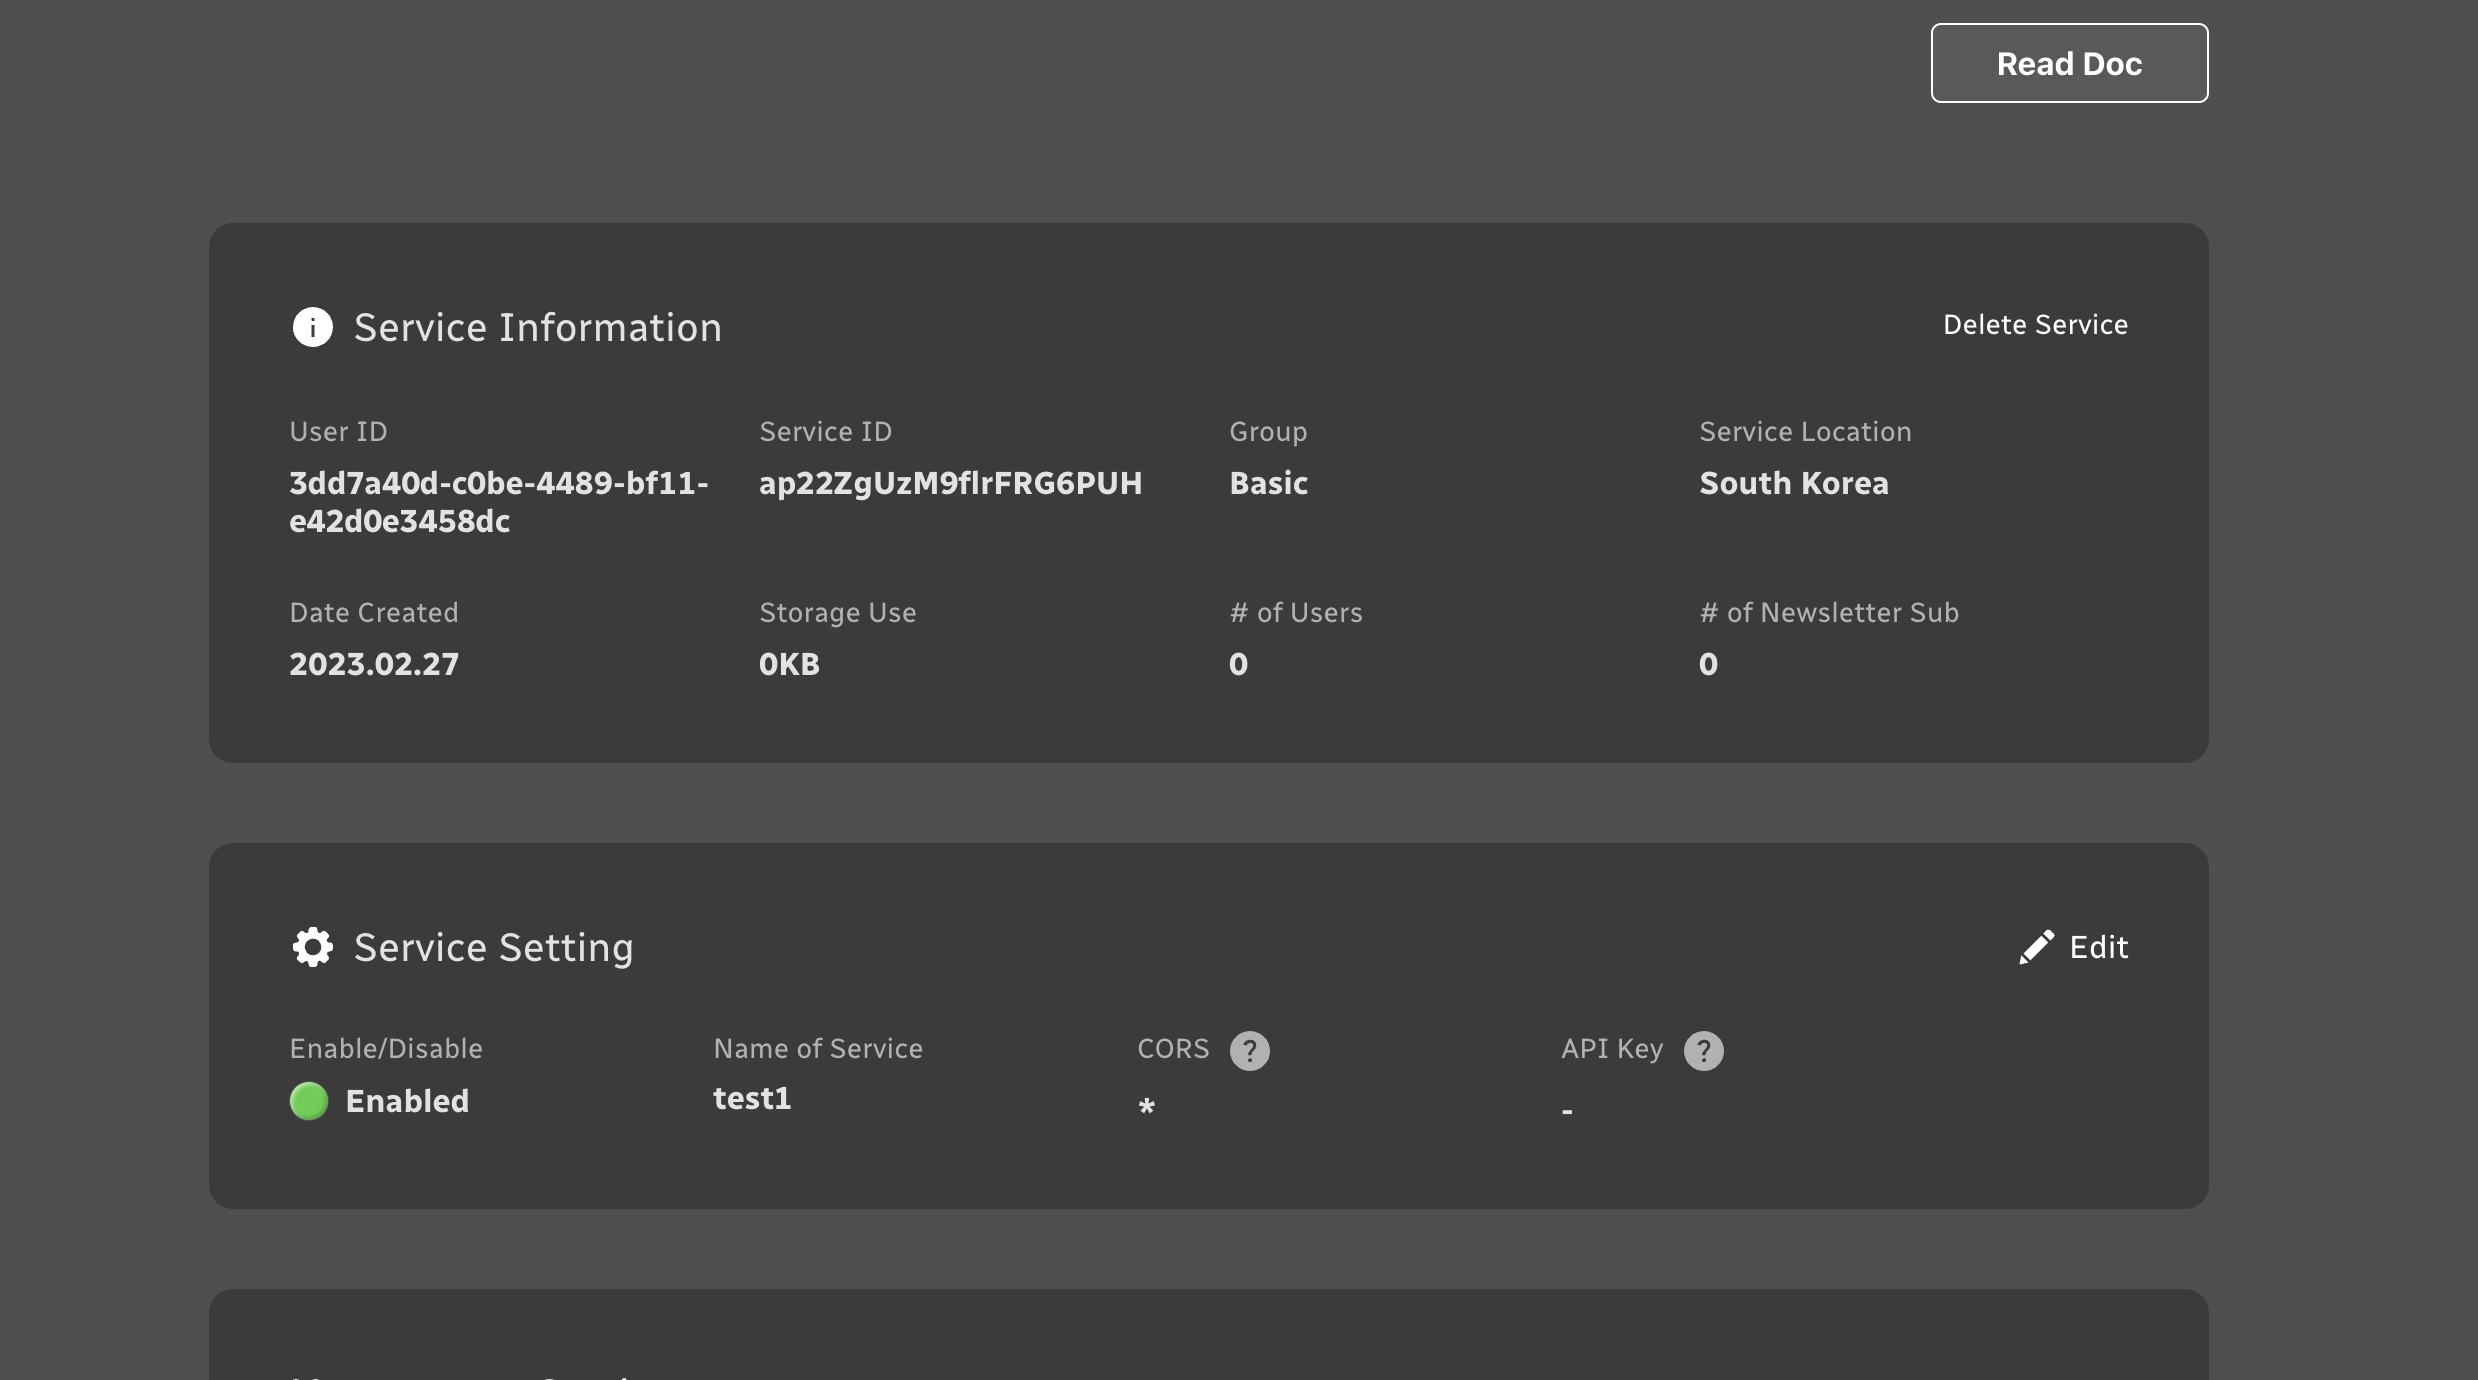 Read Doc
Service Information
Delete Service
User ID
Service ID
Group
Service Location
3dd7a40d-c0be-4489-bf11-
e42d0e3458dc
ap22ZgUzM9flrFRG6PUH
Basic
South Korea
Date Created
Storage Use
# of Users
# of Newsletter Sub
2023.02.27
0KB
0
0
Service Setting
Edit
Enable/Disable
Name of Service
CORS ?
API Key ?
Enabled
test1
*
-